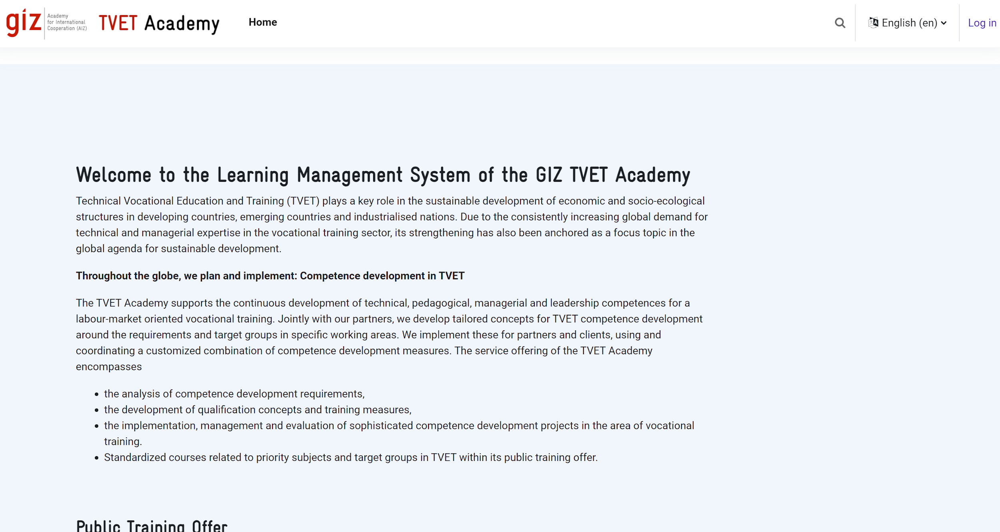 giz
Academy
for International
Cooperation (AIZ)
TVET Academy
Home
English (en)
Log in
Welcome to the Learning Management System of the GIZ TVET Academy
Technical Vocational Education and Training (TVET) plays a key role in the sustainable development of economic and socio-ecological
structures in developing countries, emerging countries and industrialised nations. Due to the consistently increasing global demand for
technical and managerial expertise in the vocational training sector, its strengthening has also been anchored as a focus topic in the
global agenda for sustainable development.
Throughout the globe, we plan and implement: Competence development in TVET
The TVET Academy supports the continuous development of technical, pedagogical, managerial and leadership competences for a
labour-market oriented vocational training. Jointly with our partners, we develop tailored concepts for TVET competence development
around the requirements and target groups in specific working areas. We implement these for partners and clients, using and
coordinating a customized combination of competence development measures. The service offering of the TVET Academy
encompasses
• the analysis of competence development requirements,
• the development of qualification concepts and training measures,
• the implementation, management and evaluation of sophisticated competence development projects in the area of vocational
training.
• Standardized courses related to priority subjects and target groups in TVET within its public training offer.
Public Training Offer